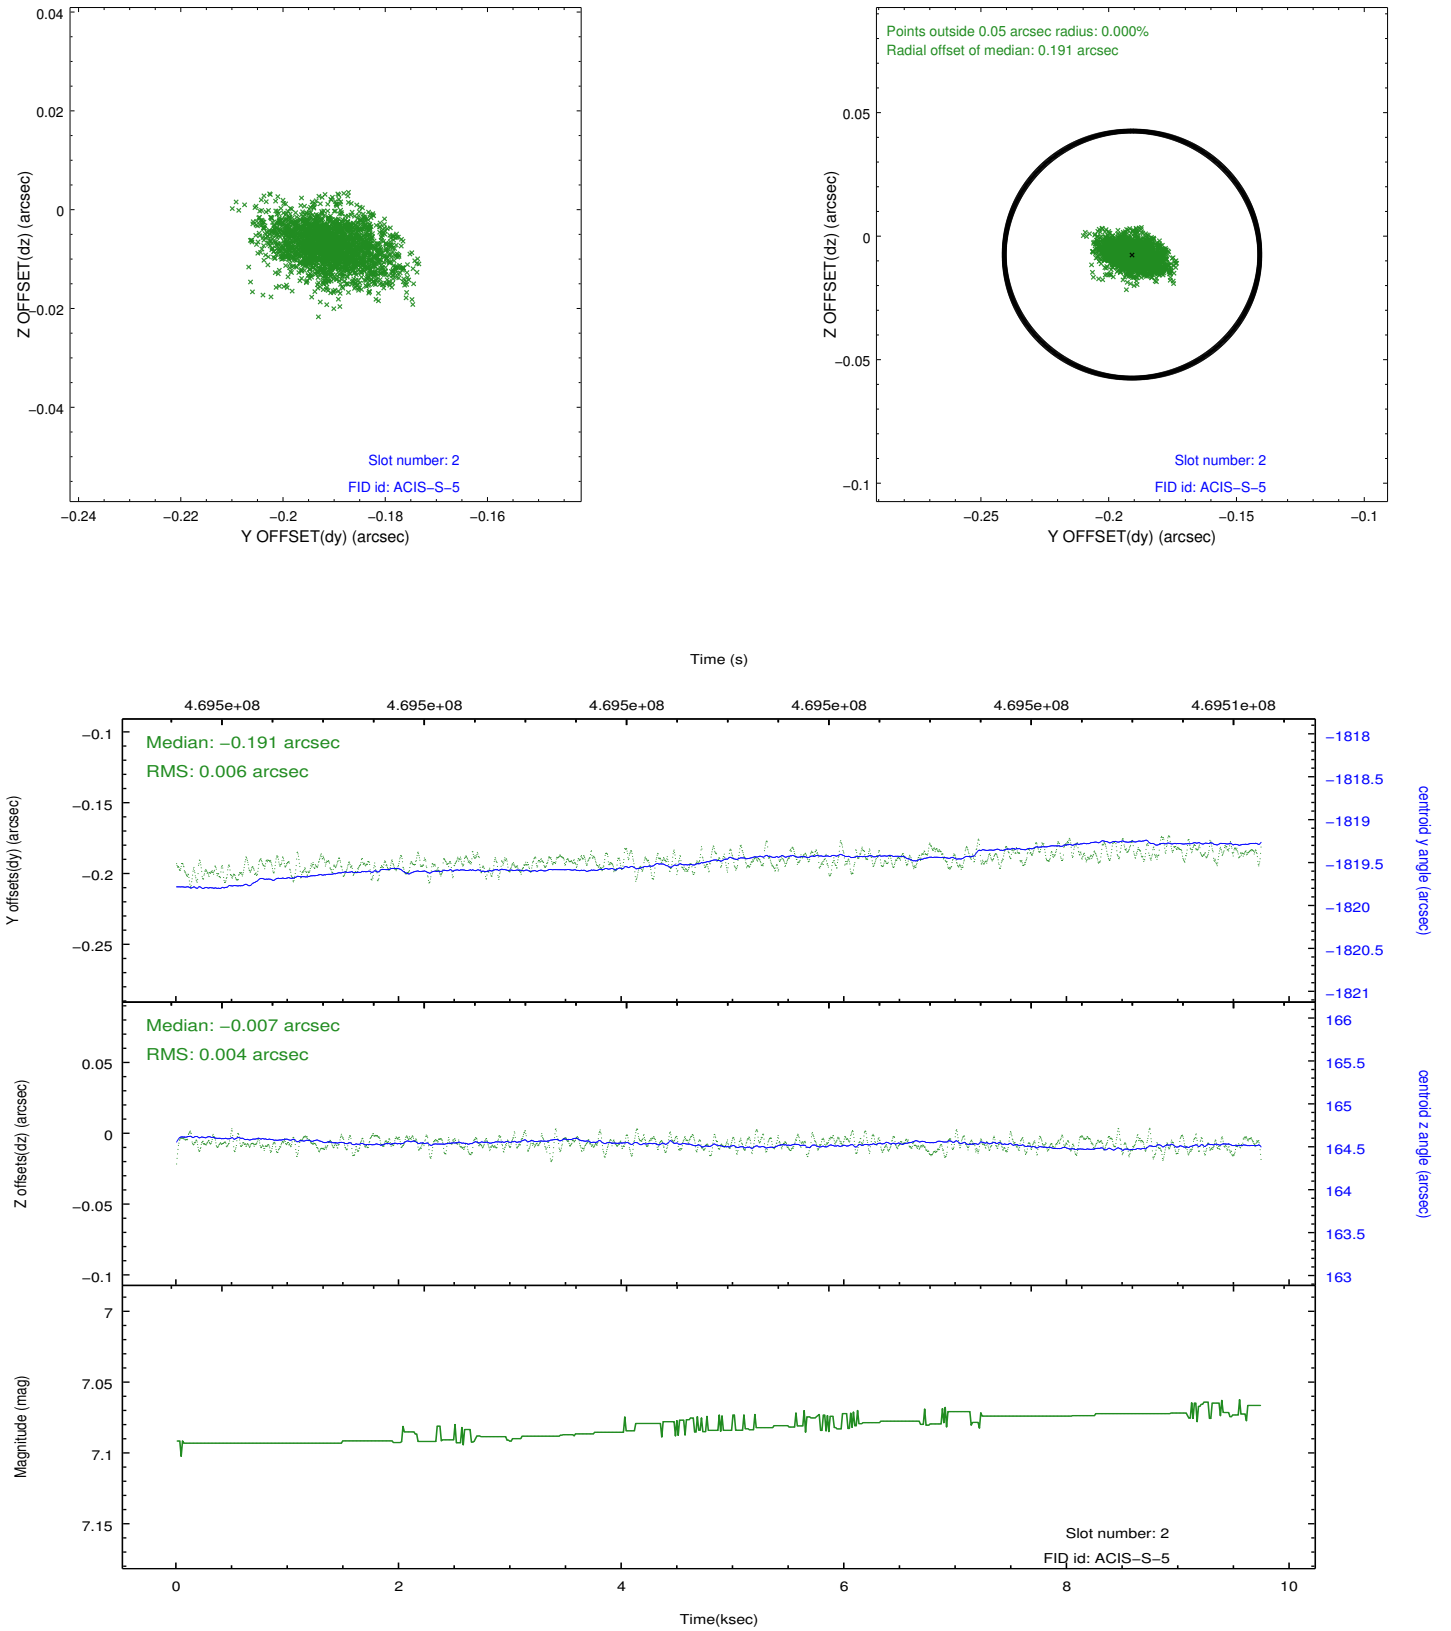 0.04
0.02
0
−0.02
−0.04
Z OFFSET(dz) (arcsec)
Slot number: 2
FID id: ACIS−S−5
−0.24
−0.22
−0.2
−0.18
−0.16
Y OFFSET(dy) (arcsec)
Points outside 0.05 arcsec radius: 0.000%
Radial offset of median: 0.191 arcsec
0.05
0
−0.05
−0.1
Z OFFSET(dz) (arcsec)
Slot number: 2
FID id: ACIS−S−5
−0.25
−0.2
−0.15
−0.1
Y OFFSET(dy) (arcsec)
Time (s)
4.695e+08
4.695e+08
4.695e+08
4.695e+08
4.695e+08
4.6951e+08
Median: −0.191 arcsec
RMS: 0.006 arcsec
−0.1
−0.15
−0.2
−0.25
Y offsets(dy) (arcsec)
−1818
−1818.5
−1819
−1819.5
−1820
−1820.5
−1821
centroid y angle (arcsec)
Median: −0.007 arcsec
RMS: 0.004 arcsec
0.05
0
−0.05
−0.1
Z offsets(dz) (arcsec)
166
165.5
165
164.5
164
163.5
163
centroid z angle (arcsec)
7
7.05
7.1
7.15
Magnitude (mag)
Slot number: 2
FID id: ACIS−S−5
0
2
4
6
8
10
Time(ksec)